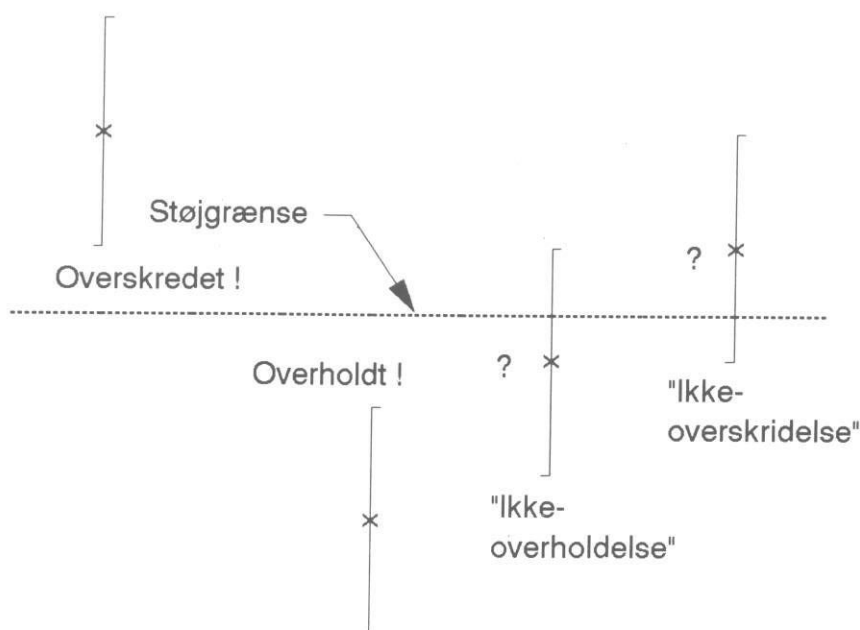 Støjgrænse
?
Overskredet !
Overholdt !
?
"Ikke-
overskridelse"
"Ikke-
overholdelse"